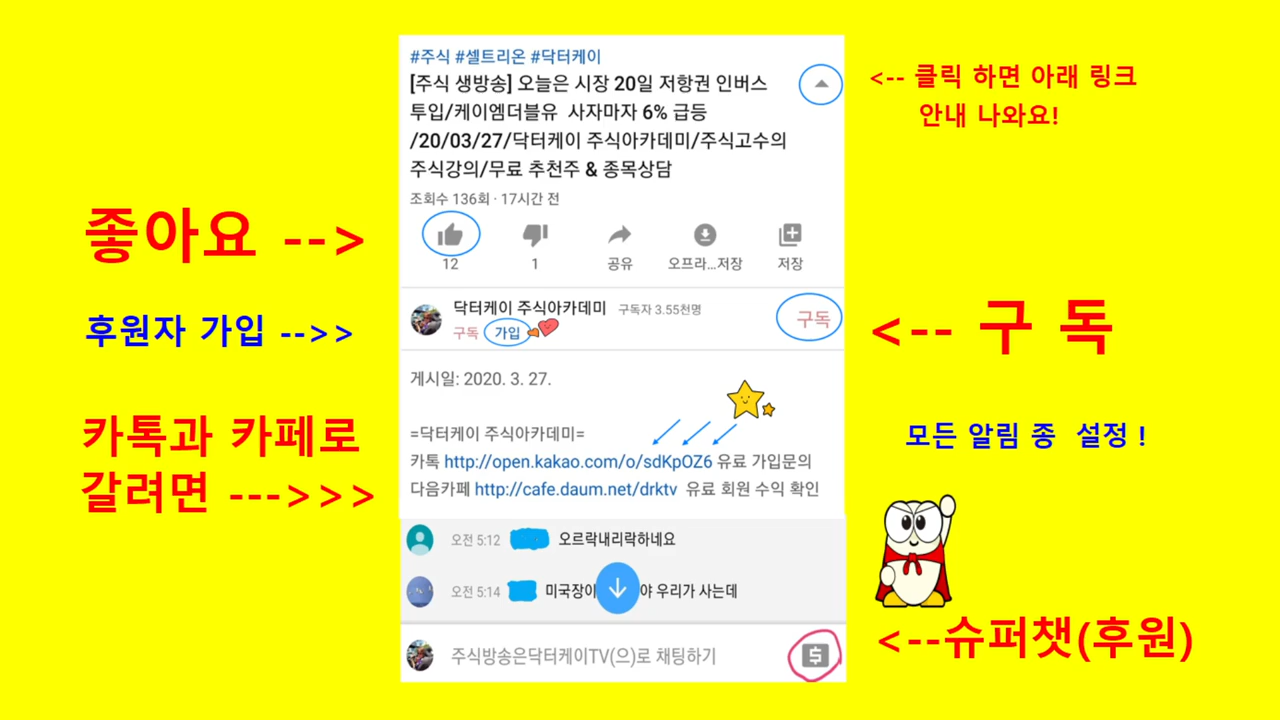 #주식 #셀트리온 #닥터케이
[주식 생방송] 오늘은 시장 20일 저항권 인버스
투입/케이엠더블유 사자마자 6% 급등
/20/03/27/닥터케이 주식아카데미/주식고수의
주식강의/무료 추천주 & 종목상담
조회수 136회 · 17시간 전
<-- 클릭 하면 아래 링크
안내 나와요!
좋아요 -->
12
1
공유
오프라...저장
저장
후원자 가입 -->>
닥터케이 주식아카데미 구독자 3.55천명
구독 가입
구독
<-- 구 독
게시일: 2020. 3. 27.
카톡과 카페로
갈려면 --->>>
=닥터케이 주식아카데미=
카톡 http://open.kakao.com/o/sdKpOZ6 유료 가입문의
다음카페 http://cafe.daum.net/drktv 유료 회원 수익 확인
모든 알림 종 설정 !
오전 5:12 오르락내리락하네요
오전 5:14 미국장이 야 우리가 사는데
주식방송은닥터케이TV(으)로 채팅하기
$
<--슈퍼챗(후원)